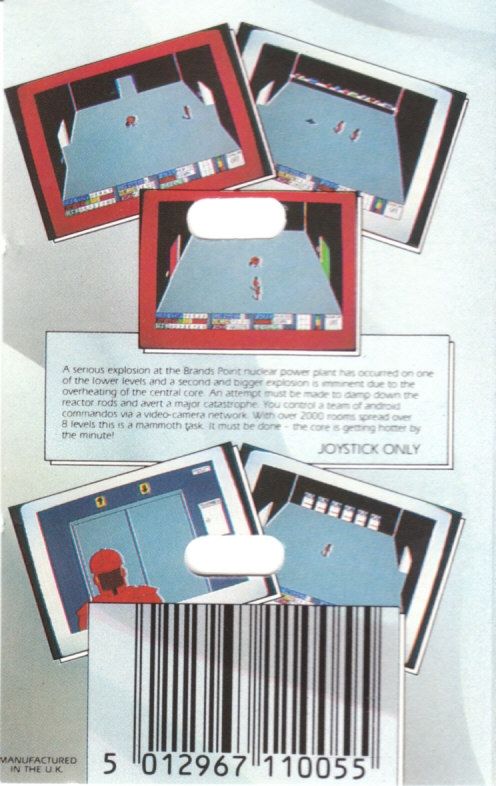 A serious explosion at the Brands Point nuclear power plant has occurred on one
of the lower levels and a second and bigger explosion is imminent due to the
overheating of the central core. An attempt must be made to damp down the
reactor rods and avert a major catastrophe. You control a team of android
commandos via a video-camera network. With over 2000 rooms spread over
8 levels this is a mammoth task. It must be done - the core is getting hotter by
the minute!
JOYSTICK ONLY
MANUFACTURED
IN THE U.K.
5 012967 110055